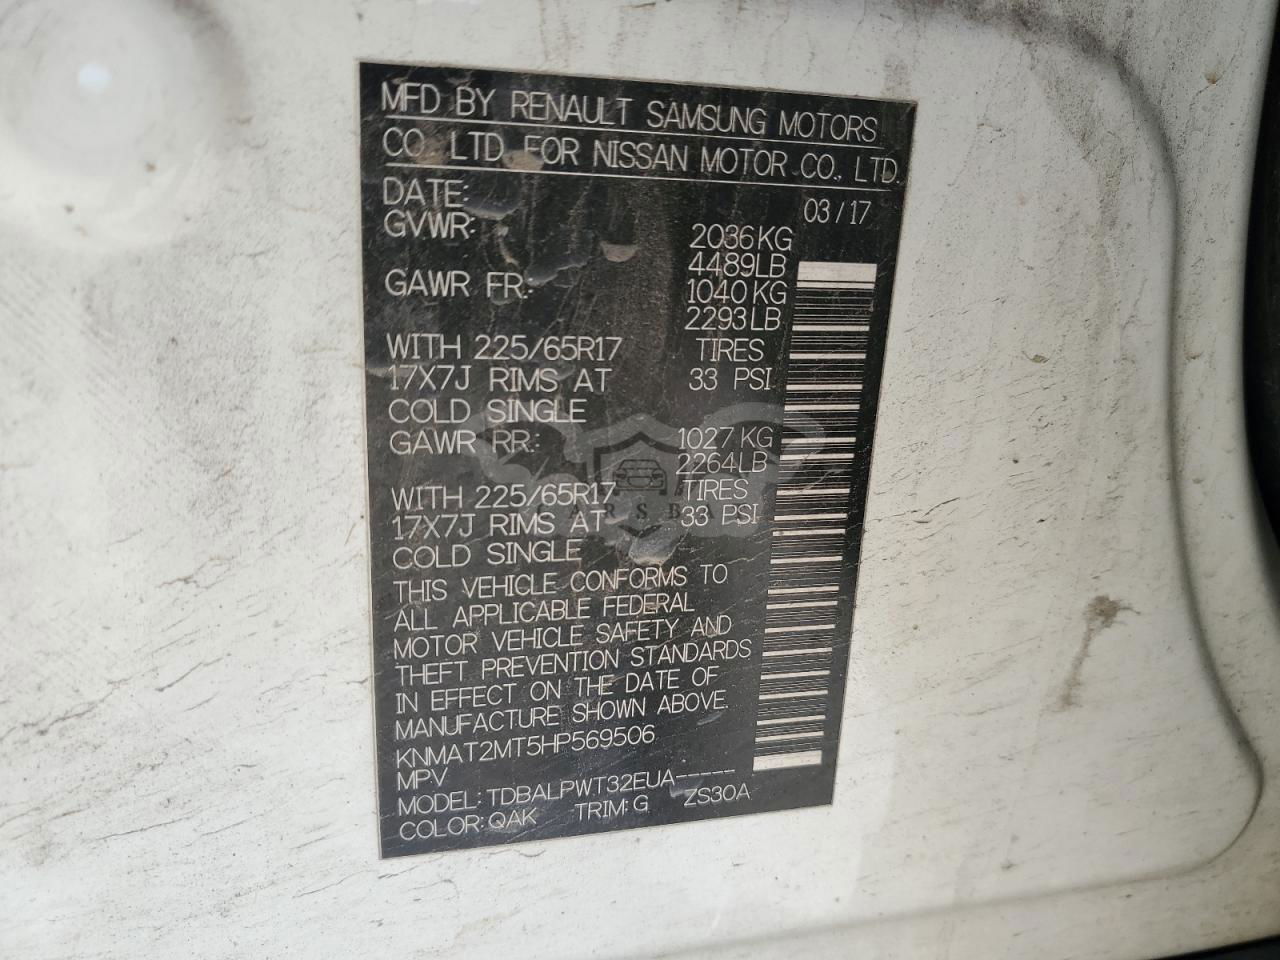 MFD BY RENAULT SAMSUNG MOTORS
CO., LTD. FOR NISSAN MOTOR CO., LTD.
DATE: 03/17
GVWR: 2036KG
4489LB
GAWR FR: 1040KG
2293LB
WITH 225/65R17 TIRES
17X7J RIMS AT 33 PSI
COLD SINGLE
GAWR RR: 1027KG
2264LB
WITH 225/65R17 TIRES
17X7J RIMS AT 33 PSI
COLD SINGLE
THIS VEHICLE CONFORMS TO
ALL APPLICABLE FEDERAL
MOTOR VEHICLE SAFETY AND
THEFT PREVENTION STANDARDS
IN EFFECT ON THE DATE OF
MANUFACTURE SHOWN ABOVE.
KNMAT2MT5HP569506
MPV
MODEL: TDBALPWT32EUA-----
COLOR: QAK TRIM: G ZS30A